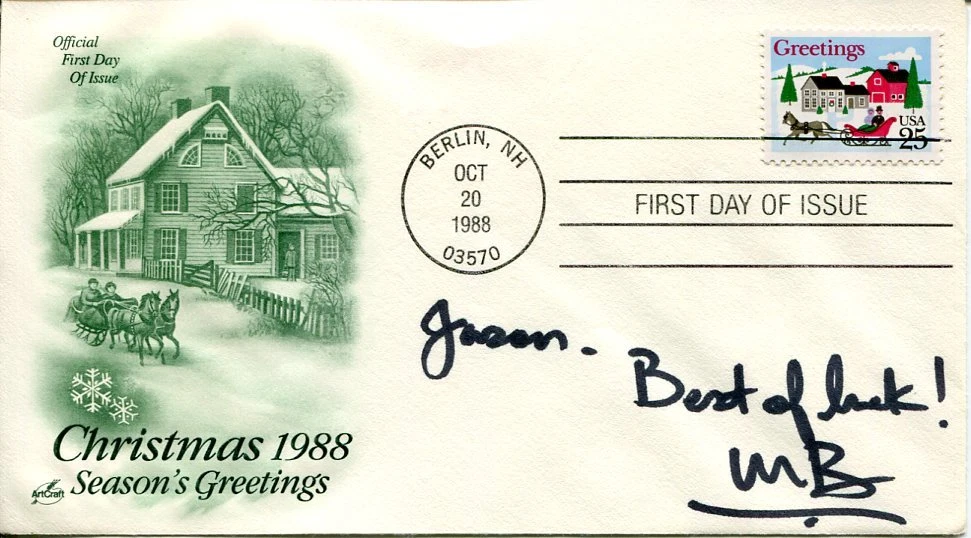 Official
First Day
Of Issue
Greetings
USA
25
BERLIN, NH
OCT
20
1988
03570
FIRST DAY OF ISSUE
Jason.
Best of luck!
MB
Christmas 1988
Season's Greetings
ArtCraft